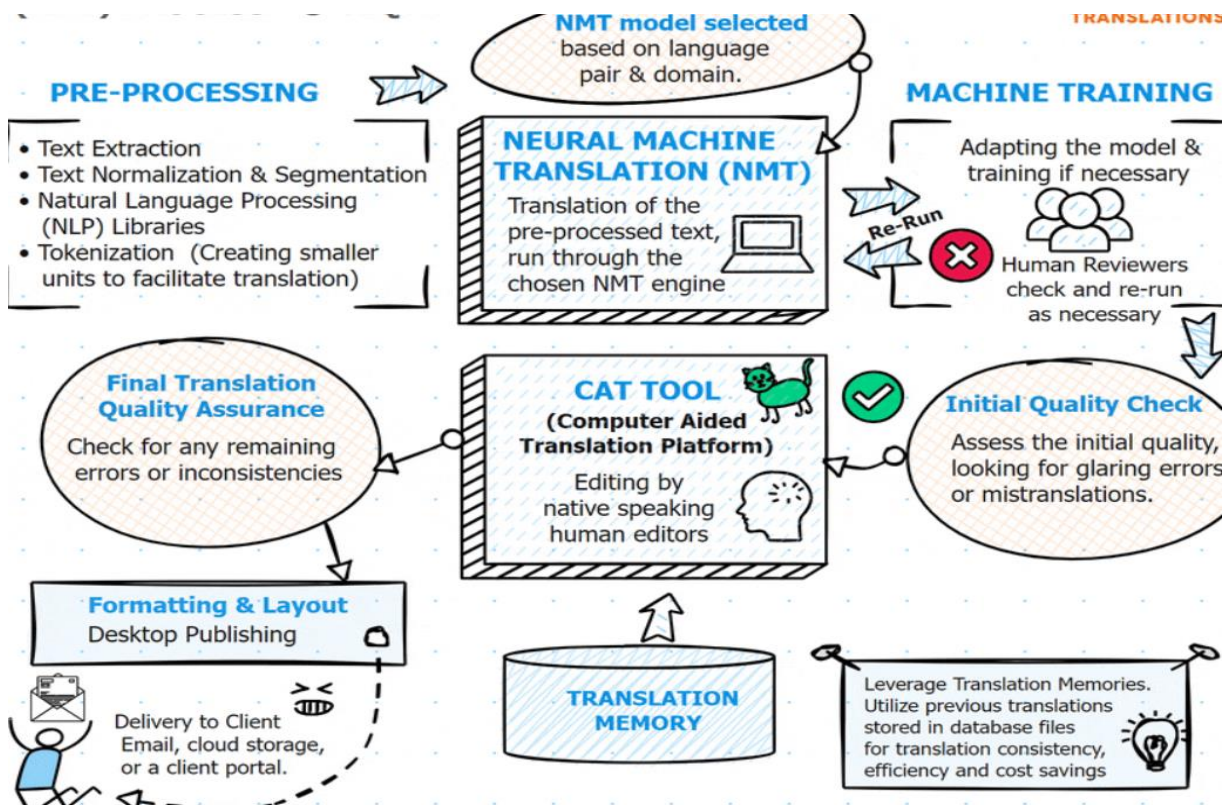 TRANSLATIONS
NMT model selected
based on language
pair & domain.
PRE-PROCESSING
• Text Extraction
• Text Normalization & Segmentation
• Natural Language Processing
(NLP) Libraries
• Tokenization (Creating smaller
units to facilitate translation)
NEURAL MACHINE
TRANSLATION (NMT)
Translation of the
pre-processed text,
run through the
chosen NMT engine
Re-Run
MACHINE TRAINING
Adapting the model &
training if necessary
Human Reviewers
check and re-run
as necessary
Initial Quality Check
Assess the initial quality,
looking for glaring errors
or mistranslations.
CAT TOOL
(Computer Aided
Translation Platform)
Editing by
native speaking
human editors
Final Translation
Quality Assurance
Check for any remaining
errors or inconsistencies
Formatting & Layout
Desktop Publishing
Delivery to Client
Email, cloud storage,
or a client portal.
TRANSLATION
MEMORY
Leverage Translation Memories.
Utilize previous translations
stored in database files
for translation consistency,
efficiency and cost savings